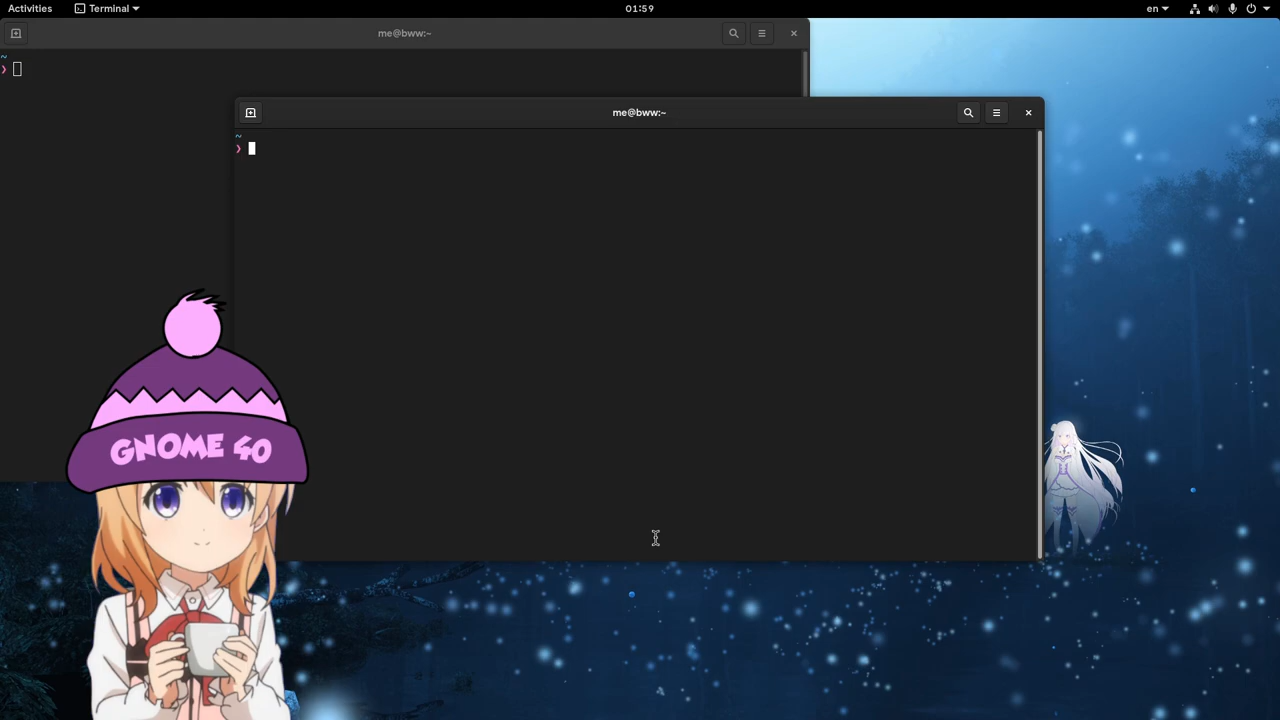 Activities
Terminal
01:59
en
me@bww:~
~
❯
me@bww:~
~
❯
GNOME 40